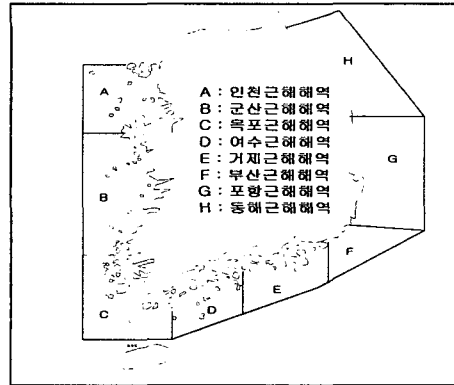 H
A
A : 인천근해해역
B : 군산근해해역
C : 목포근해해역
D : 여수근해해역
E : 거제근해해역
F : 부산근해해역
G : 포항근해해역
H : 동해근해해역
G
B
F
E
D
C